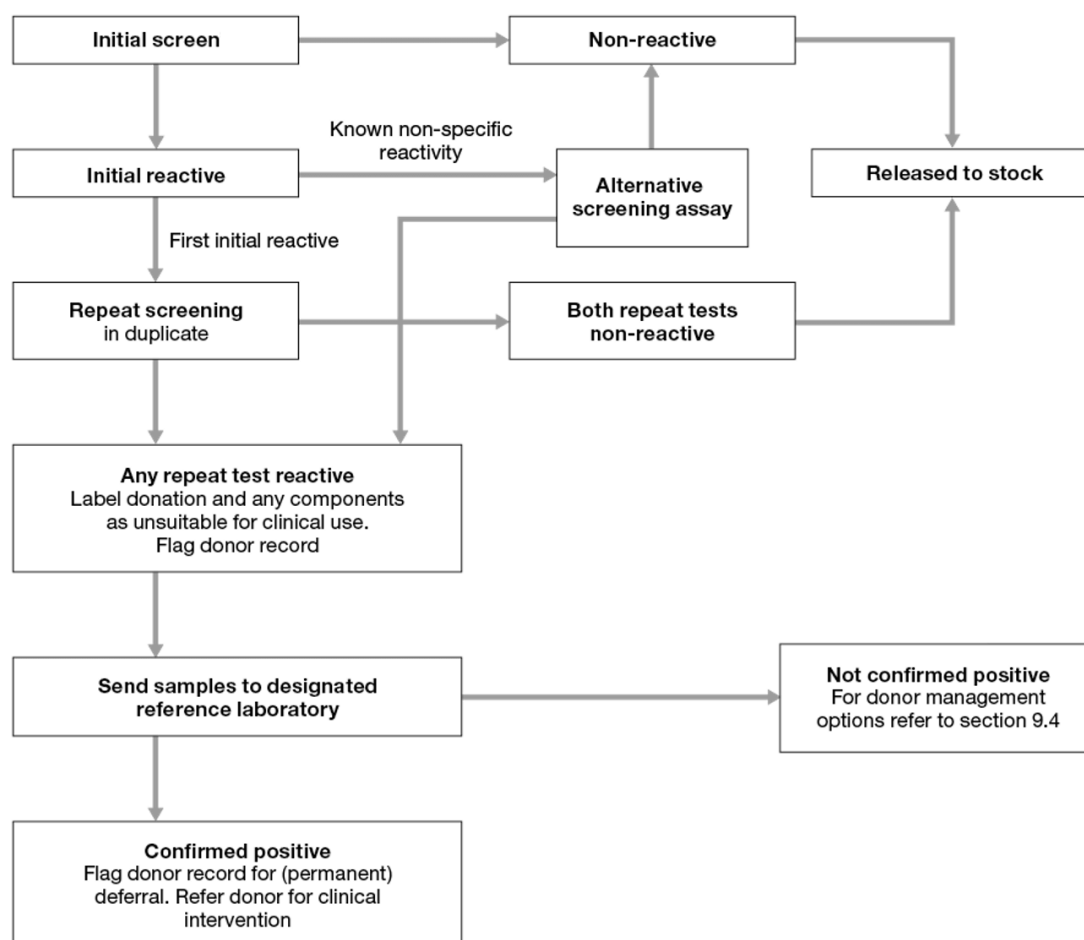 Initial screen
Non-reactive
Known non-specific
reactivity
Initial reactive
Alternative
screening assay
Released to stock
First initial reactive
Repeat screening
in duplicate
Both repeat tests
non-reactive
Any repeat test reactive
Label donation and any components
as unsuitable for clinical use.
Flag donor record
Send samples to designated
reference laboratory
Not confirmed positive
For donor management
options refer to section 9.4
Confirmed positive
Flag donor record for (permanent)
deferral. Refer donor for clinical
intervention